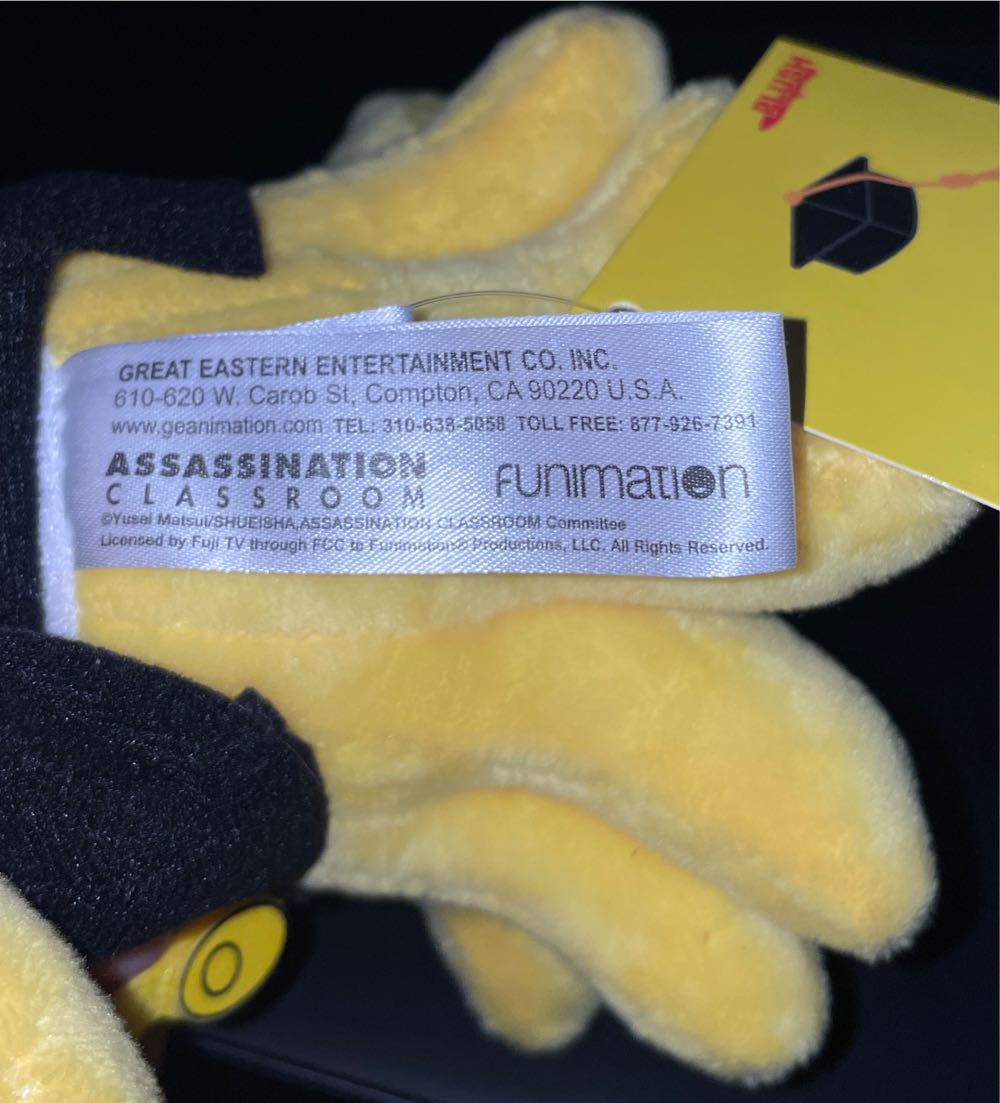 PLUSH
GREAT EASTERN ENTERTAINMENT CO. INC.
610-620 W. Carob St, Compton, CA 90220 U.S.A.
www.geanimation.com TEL: 310-638-5058 TOLL FREE: 877-926-7391
ASSASSINATION
CLASSROOM
FUNIMATION
©Yusei Matsui/SHUEISHA,ASSASSINATION CLASSROOM Committee
Licensed by Fuji TV through FCC to Funimation® Productions, LLC. All Rights Reserved.